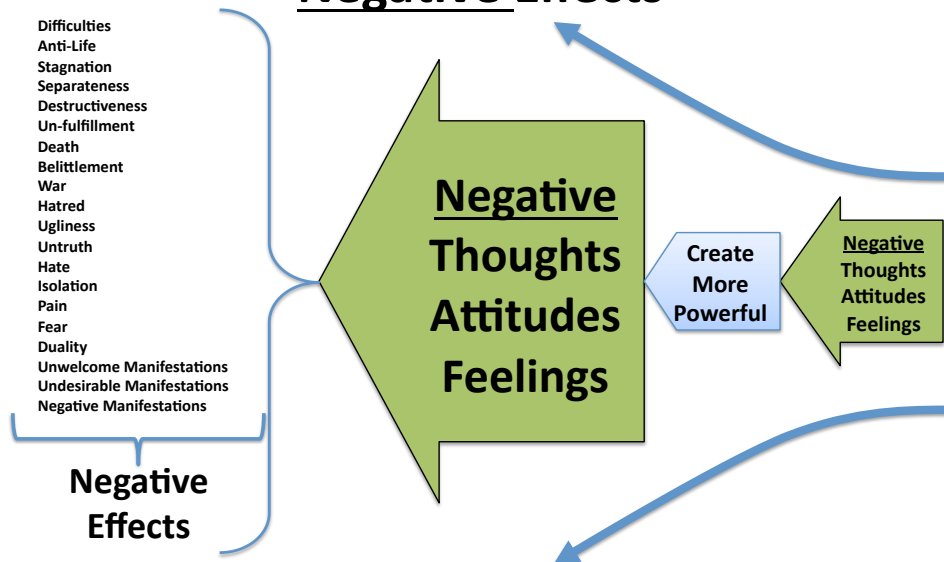 Negative Effects
Difficulties
Anti-Life
Stagnation
Separateness
Destructiveness
Un-fulfillment
Death
Belittlement
War
Hatred
Ugliness
Untruth
Hate
Isolation
Pain
Fear
Duality
Unwelcome Manifestations
Undesirable Manifestations
Negative Manifestations
Negative
Effects
Negative
Thoughts
Attitudes
Feelings
Create
More
Powerful
Negative
Thoughts
Attitudes
Feelings